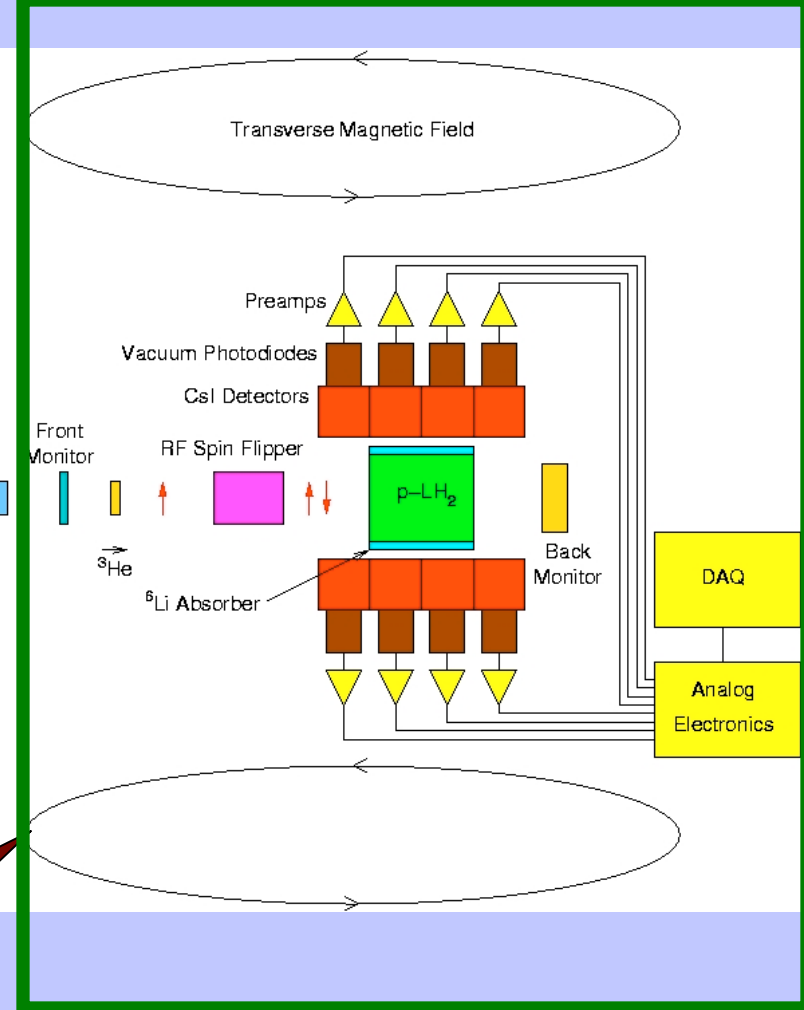 Transverse Magnetic Field
Preamps
Vacuum Photodiodes
CsI Detectors
Front
Monitor
RF Spin Flipper
p-LH₂
³He
⁶Li Absorber
Back
Monitor
DAQ
Analog
Electronics